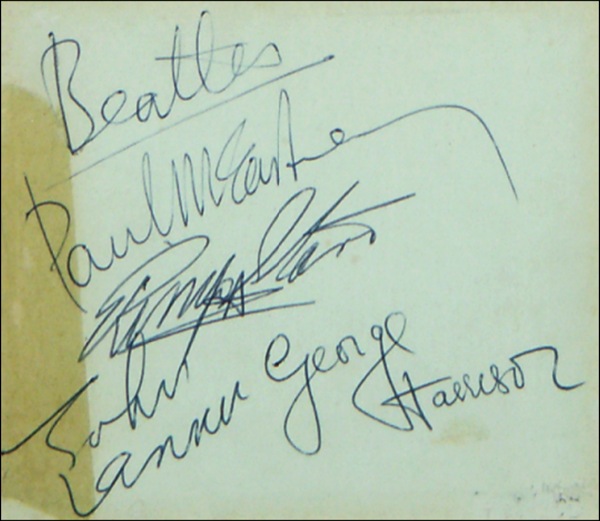 Beatles
Paul McCartney
Ringo Starr
John
Lennon
George
Harrison